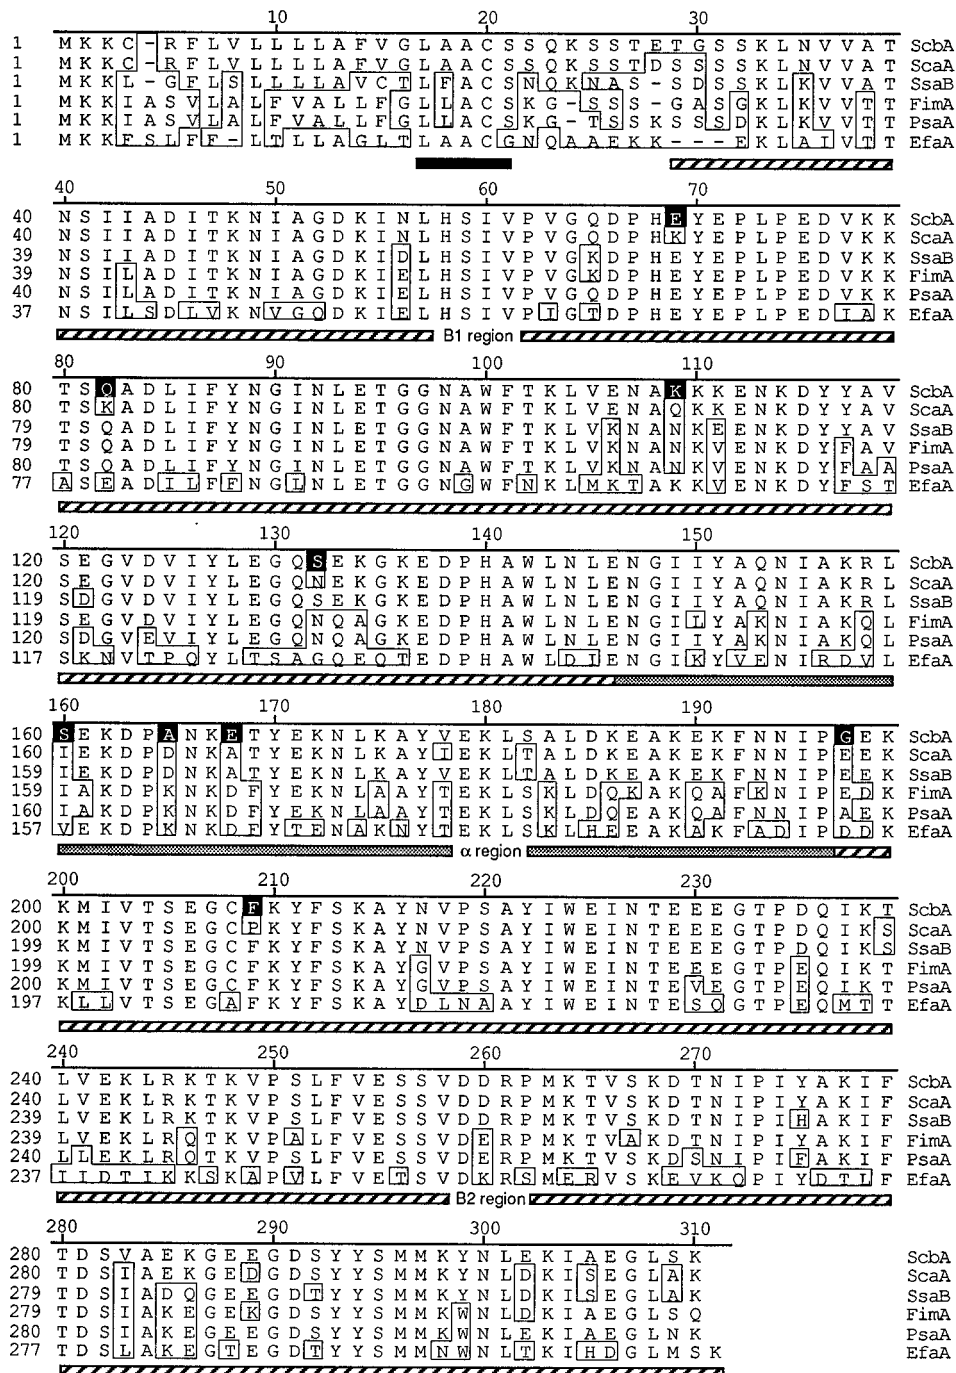 10 20 30
1 M K K C - R F L V L L L L A F V G L A A C S S Q K S S T E T G S S K L N V V A T ScbA
1 M K K C - R F L V L L L L A F V G L A A C S S Q K S S T D S S S S K L N V V A T ScaA
1 M K K L - G F L S L L L L A V C T L F A C S N Q K N A S - S D S S K L K V V A T SsaB
1 M K K I A S V L A L F V A L L F G L L A C S K G - S S S - G A S G K L K V V T T FimA
1 M K K I A S V L A L F V A L L F G L L A C S K G - T S S K S S S D K L K V V T T PsaA
1 M K K F S L F F - L T L L A G L T L A A C G N Q A A E K K - - - E K L A I V T T EfaA
40 50 60 70
40 N S I I A D I T K N I A G D K I N L H S I V P V G Q D P H E Y E P L P E D V K K ScbA
40 N S I I A D I T K N I A G D K I N L H S I V P V G Q D P H K Y E P L P E D V K K ScaA
39 N S I I A D I T K N I A G D K I D L H S I V P V G K D P H E Y E P L P E D V K K SsaB
39 N S I L A D I T K N I A G D K I E L H S I V P V G K D P H E Y E P L P E D V K K FimA
40 N S I L A D I T K N I A G D K I E L H S I V P V G Q D P H E Y E P L P E D V K K PsaA
37 N S I L S D L V K N V G Q D K I E L H S I V P I G T D P H E Y E P L P E D I A K EfaA
B1 region
80 90 100 110
80 T S Q A D L I F Y N G I N L E T G G N A W F T K L V E N A K K K E N K D Y Y A V ScbA
80 T S K A D L I F Y N G I N L E T G G N A W F T K L V E N A Q K K E N K D Y Y A V ScaA
79 T S Q A D L I F Y N G I N L E T G G N A W F T K L V K N A N K E E N K D Y Y A V SsaB
79 T S Q A D L I F Y N G I N L E T G G N A W F T K L V K N A N K V E N K D Y F A V FimA
80 T S Q A D L I F Y N G I N L E T G G N A W F T K L V K N A N K V E N K D Y F A A PsaA
77 A S E A D I L F F N G L N L E T G G N G W F N K L M K T A K K V E N K D Y F S T EfaA
120 130 140 150
120 S E G V D V I Y L E G Q S E K G K E D P H A W L N L E N G I I Y A Q N I A K R L ScbA
120 S E G V D V I Y L E G Q N E K G K E D P H A W L N L E N G I I Y A Q N I A K R L ScaA
119 S D G V D V I Y L E G Q S E K G K E D P H A W L N L E N G I I Y A Q N I A K R L SsaB
119 S E G V D V I Y L E G Q N Q A G K E D P H A W L N L E N G I L Y A K N I A K Q L FimA
120 S D G V E V I Y L E G Q N Q A G K E D P H A W L N L E N G I I Y A K N I A K Q L PsaA
117 S K N V T P Q Y L T S A G Q E Q T E D P H A W L D I E N G I K Y V E N I R D V L EfaA
160 170 180 190
160 S E K D P A N K E T Y E K N L K A Y V E K L S A L D K E A K E K F N N I P G E K ScbA
160 I E K D P D N K A T Y E K N L K A Y I E K L T A L D K E A K E K F N N I P E E K ScaA
159 I E K D P D N K A T Y E K N L K A Y V E K L T A L D K E A K E K F N N I P E E K SsaB
159 I A K D P K N K D F Y E K N L A A Y T E K L S K L D Q K A K Q A F K N I P E D K FimA
160 I A K D P K N K D F Y E K N L A A Y T E K L S K L D Q E A K Q A F N N I P A E K PsaA
157 V E K D P K N K D F Y T E N A K N Y T E K L S K L H E E A K A K F A D I P D D K EfaA
α region
200 210 220 230
200 K M I V T S E G C F K Y F S K A Y N V P S A Y I W E I N T E E E G T P D Q I K T ScbA
200 K M I V T S E G C P K Y F S K A Y N V P S A Y I W E I N T E E E G T P D Q I K S ScaA
199 K M I V T S E G C F K Y F S K A Y N V P S A Y I W E I N T E E E G T P D Q I K S SsaB
199 K M I V T S E G C F K Y F S K A Y G V P S A Y I W E I N T E E E G T P E Q I K T FimA
200 K M I V T S E G C F K Y F S K A Y G V P S A Y I W E I N T E V E G T P E Q I K T PsaA
197 K L L V T S E G A F K Y F S K A Y D L N A A Y I W E I N T E S Q G T P E Q M T T EfaA
240 250 260 270
240 L V E K L R K T K V P S L F V E S S V D D R P M K T V S K D T N I P I Y A K I F ScbA
240 L V E K L R K T K V P S L F V E S S V D D R P M K T V S K D T N I P I Y A K I F ScaA
239 L V E K L R K T K V P S L F V E S S V D D R P M K T V S K D T N I P I H A K I F SsaB
239 L V E K L R Q T K V P A L F V E S S V D E R P M K T V A K D T N I P I Y A K I F FimA
240 L L E K L R Q T K V P S L F V E S S V D E R P M K T V S K D S N I P I F A K I F PsaA
237 I I D T I K K S K A P V L F V E T S V D K R S M E R V S K E V K Q P I Y D T L F EfaA
B2 region
280 290 300 310
280 T D S V A E K G E E G D S Y Y S M M K Y N L E K I A E G L S K ScbA
280 T D S I A E K G E D G D S Y Y S M M K Y N L D K I S E G L A K ScaA
279 T D S I A D Q G E E G D T Y Y S M M K Y N L D K I S E G L A K SsaB
279 T D S I A K E G E K G D S Y Y S M M K W N L D K I A E G L S Q FimA
280 T D S I A K E G E E G D S Y Y S M M K W N L E K I A E G L N K PsaA
277 T D S L A K E G T E G D T Y Y S M M N W N L T K I H D G L M S K EfaA